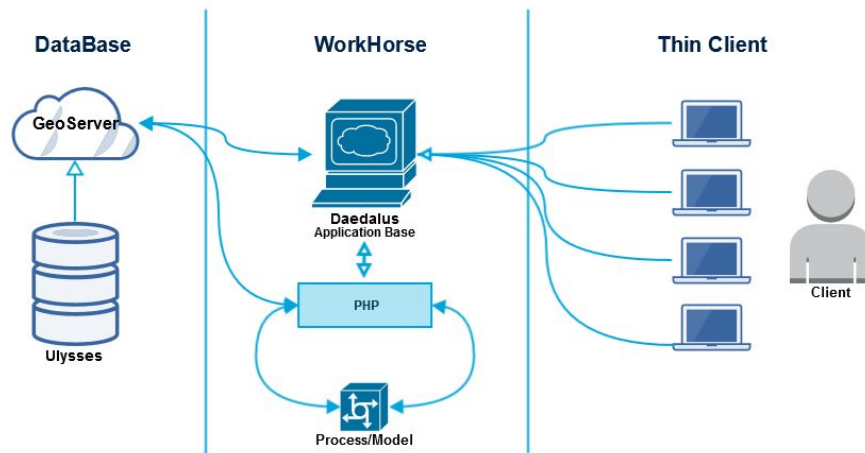 DataBase
WorkHorse
Thin Client
GeoServer
Ulysses
Daedalus
Application Base
PHP
Process/Model
Client